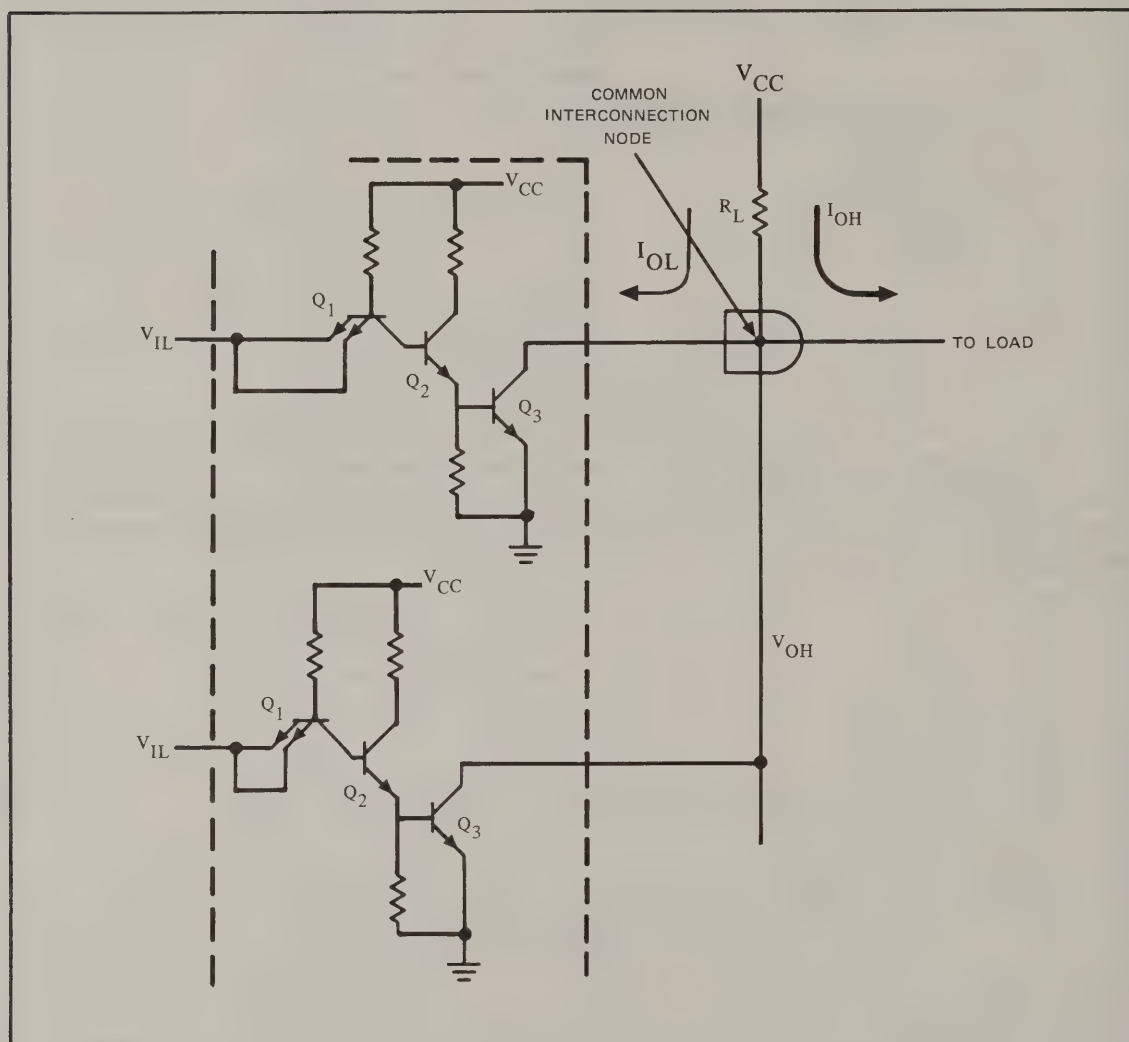 V_CC
COMMON
INTERCONNECTION
NODE
V_CC
R_L
I_OH
I_OL
Q_1
V_IL
TO LOAD
Q_2
Q_3
V_CC
V_OH
Q_1
V_IL
Q_2
Q_3